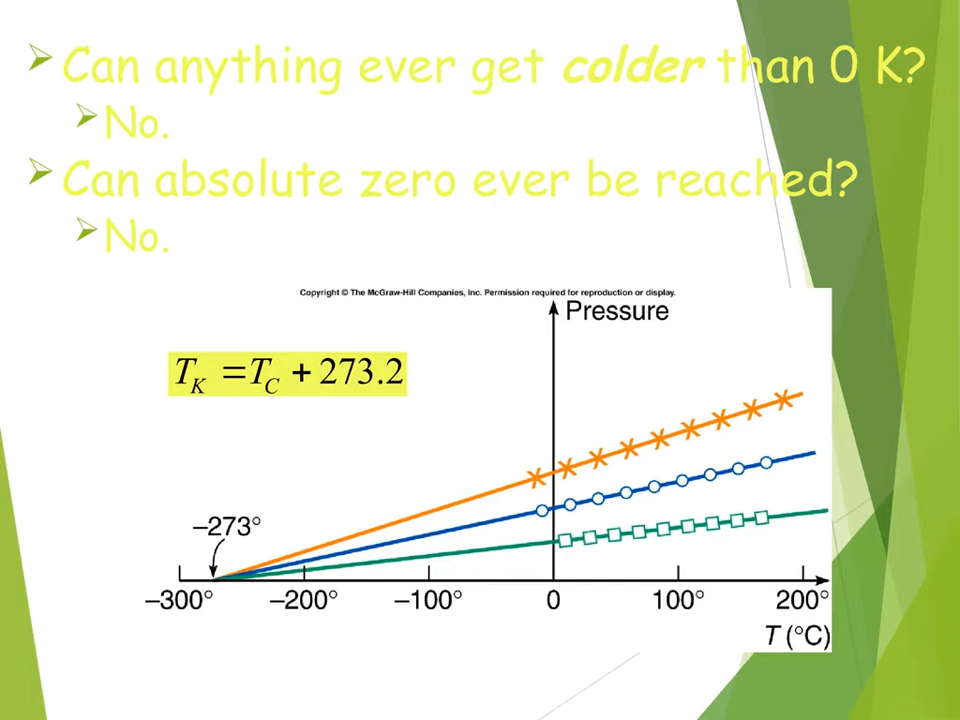 Can anything ever get colder than 0 K?
No.
Can absolute zero ever be reached?
No.
Copyright © The McGraw-Hill Companies, Inc. Permission required for reproduction or display.
Pressure
T_K = T_C + 273.2
–273°
–300° –200° –100° 0 100° 200°
T (°C)